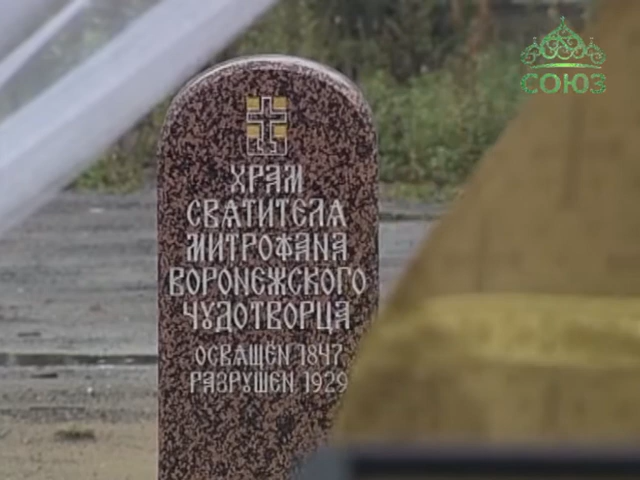 СОЮЗ
ХРАМ
СВАТИТЕЛА
МИТРОФАНА
ВОРОНЕЖСКОГО
ЧУДОТВОРЦА
ОСВАЩЕН 1847
РАЗРУШЕН 1929